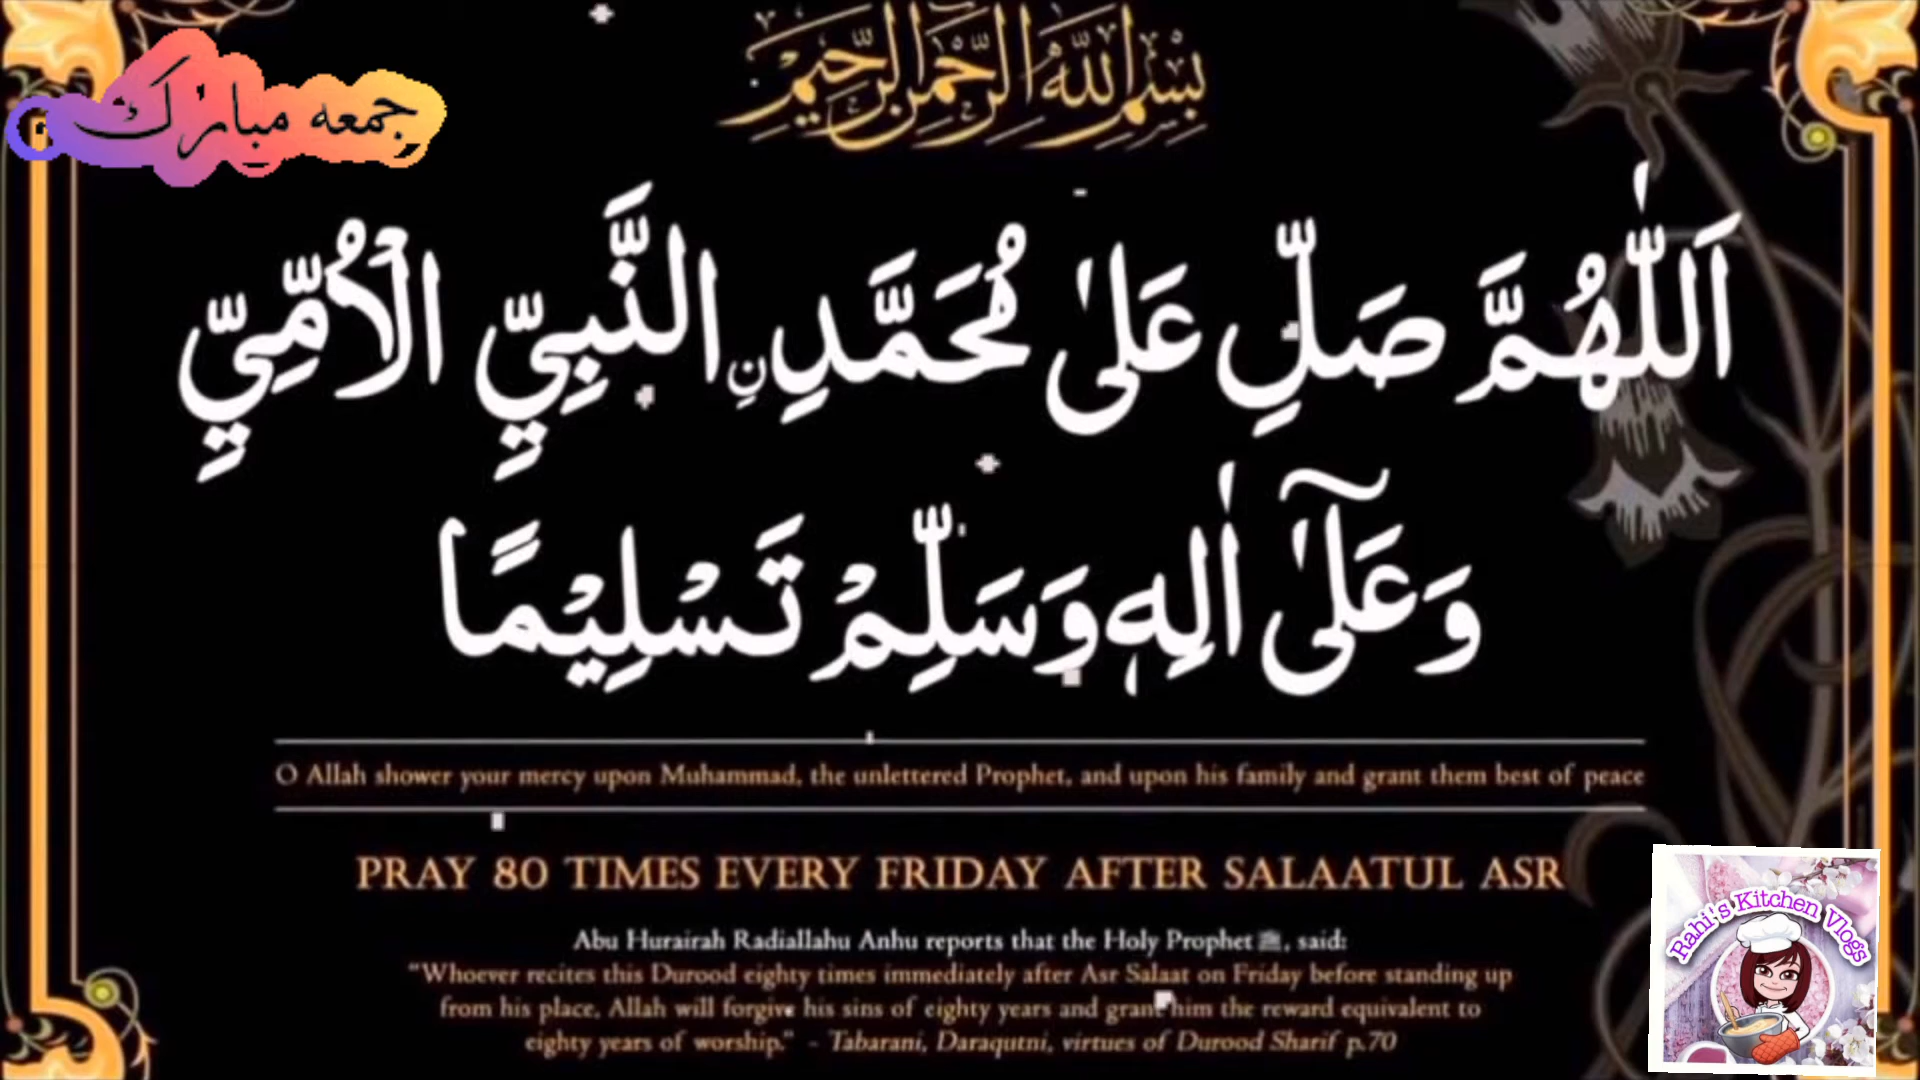 بِسْمِ اللهِ الرَّحْمٰنِ الرَّحِيْمِ
جمعه مبارك
اَللّٰهُمَّ صَلِّ عَلٰى مُحَمَّدِ نِ النَّبِيِّ الْاُمِّيِّ
وَعَلٰٓى اٰلِهٖ وَسَلِّمْ تَسْلِيْمًا
O Allah shower your mercy upon Muhammad, the unlettered Prophet, and upon his family and grant them best of peace
PRAY 80 TIMES EVERY FRIDAY AFTER SALAATUL ASR
Abu Hurairah Radiallahu Anhu reports that the Holy Prophet ﷺ, said:
"Whoever recites this Durood eighty times immediately after Asr Salaat on Friday before standing up
from his place, Allah will forgive his sins of eighty years and grant him the reward equivalent to
eighty years of worship." - Tabarani, Daraqutni, virtues of Durood Sharif p.70
Rahi's Kitchen Vlogs